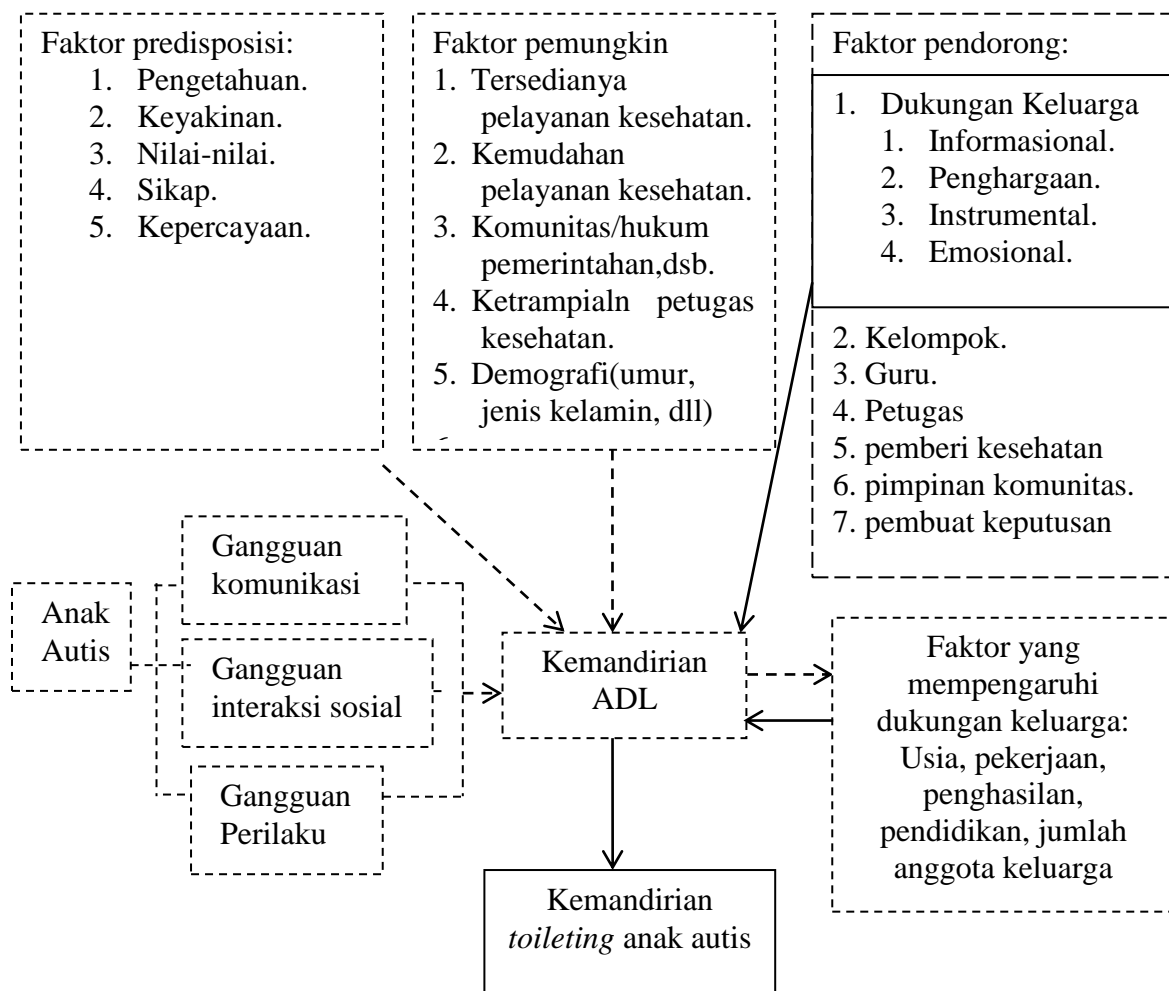 Faktor predisposisi:
1. Pengetahuan.
2. Keyakinan.
3. Nilai-nilai.
4. Sikap.
5. Kepercayaan.
Faktor pemungkin
1. Tersedianya
pelayanan kesehatan.
2. Kemudahan
pelayanan kesehatan.
3. Komunitas/hukum
pemerintahan,dsb.
4. Ketrampialn petugas
kesehatan.
5. Demografi(umur,
jenis kelamin, dll)
Faktor pendorong:
1. Dukungan Keluarga
1. Informasional.
2. Penghargaan.
3. Instrumental.
4. Emosional.
2. Kelompok.
3. Guru.
4. Petugas
5. pemberi kesehatan
6. pimpinan komunitas.
7. pembuat keputusan
Anak
Autis
Gangguan
komunikasi
Gangguan
interaksi sosial
Gangguan
Perilaku
Kemandirian
ADL
Faktor yang
mempengaruhi
dukungan keluarga:
Usia, pekerjaan,
penghasilan,
pendidikan, jumlah
anggota keluarga
Kemandirian
toileting anak autis